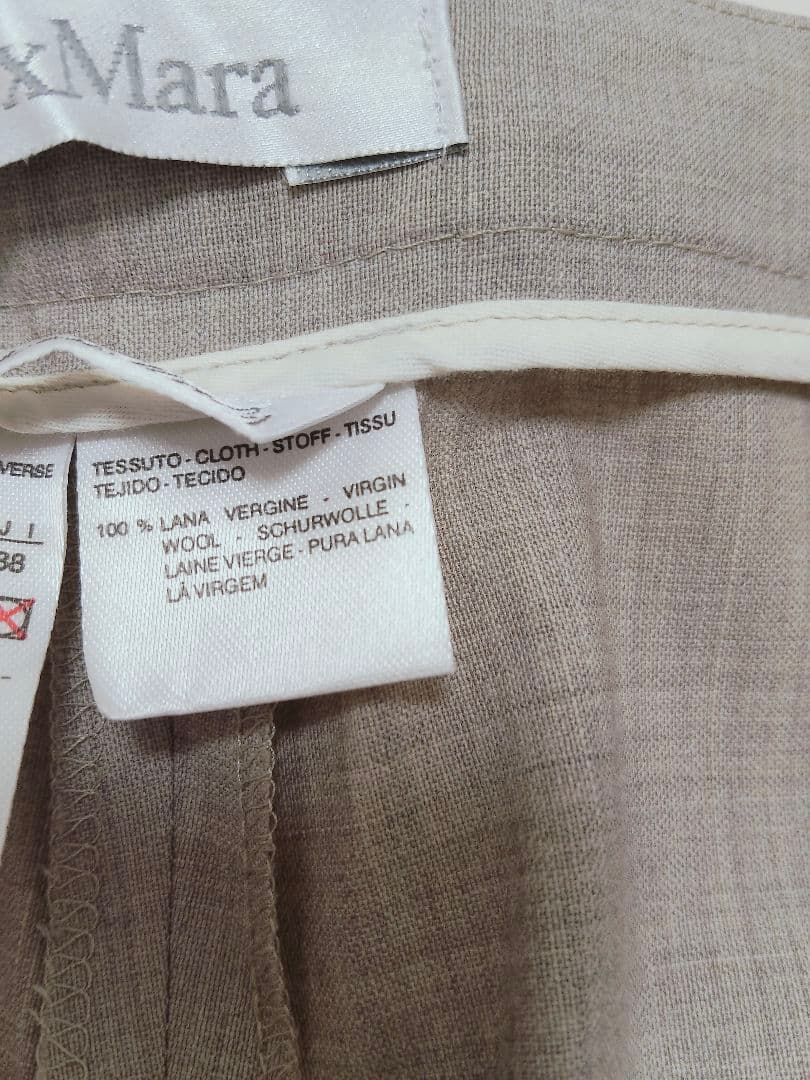 xMara
TESSUTO - CLOTH - STOFF - TISSU
TEJIDO - TECIDO
100 % LANA VERGINE - VIRGIN
WOOL - SCHURWOLLE -
LAINE VIERGE - PURA LANA
LÀ VIRGEM
VERSE
J I
38